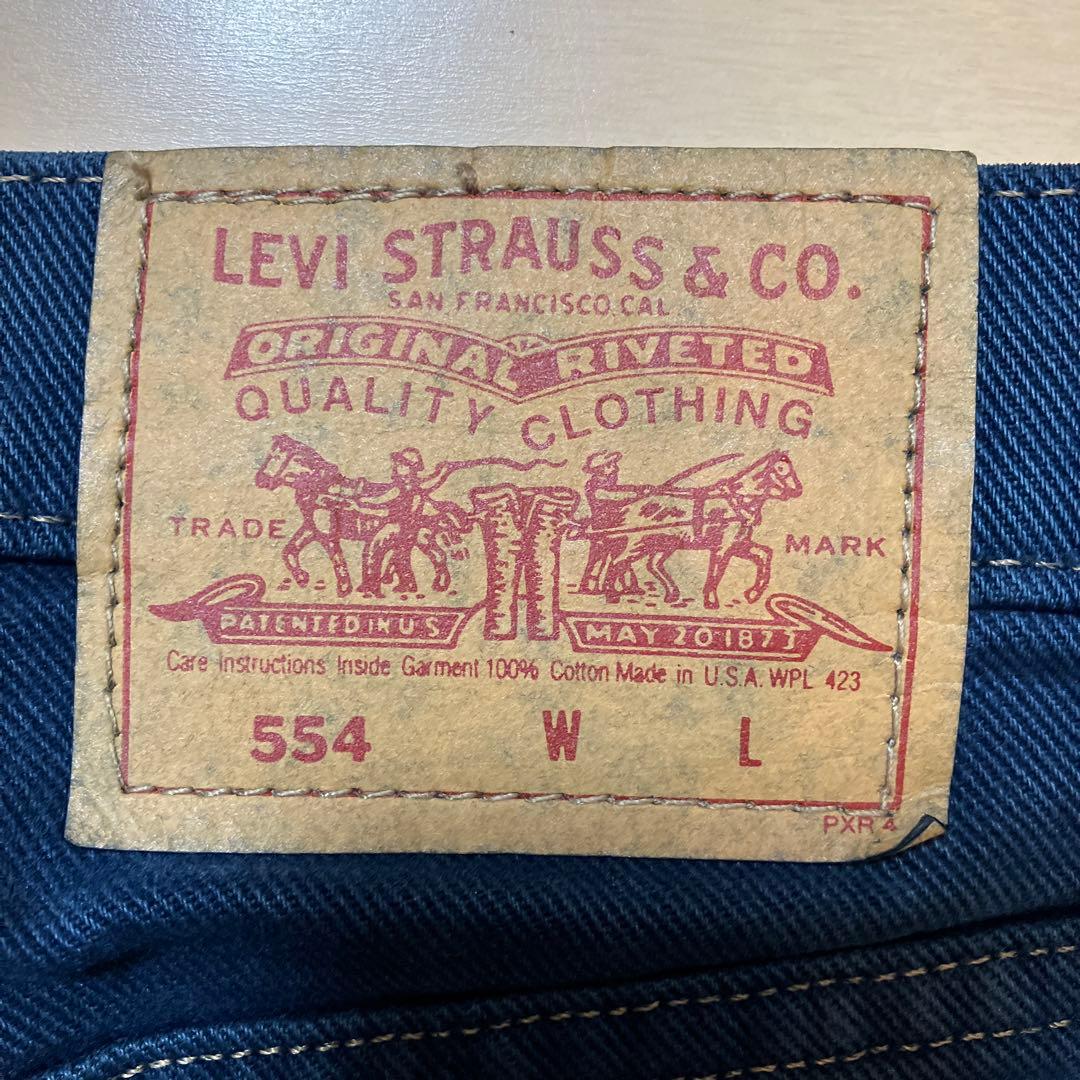 LEVI STRAUSS & CO.
SAN FRANCISCO, CAL
ORIGINAL RIVETED
QUALITY CLOTHING
TRADE MARK
PATENTED IN U S MAY 20 1873
Care Instructions Inside Garment 100% Cotton Made in U.S.A. WPL 423
554 W L
PXR 4